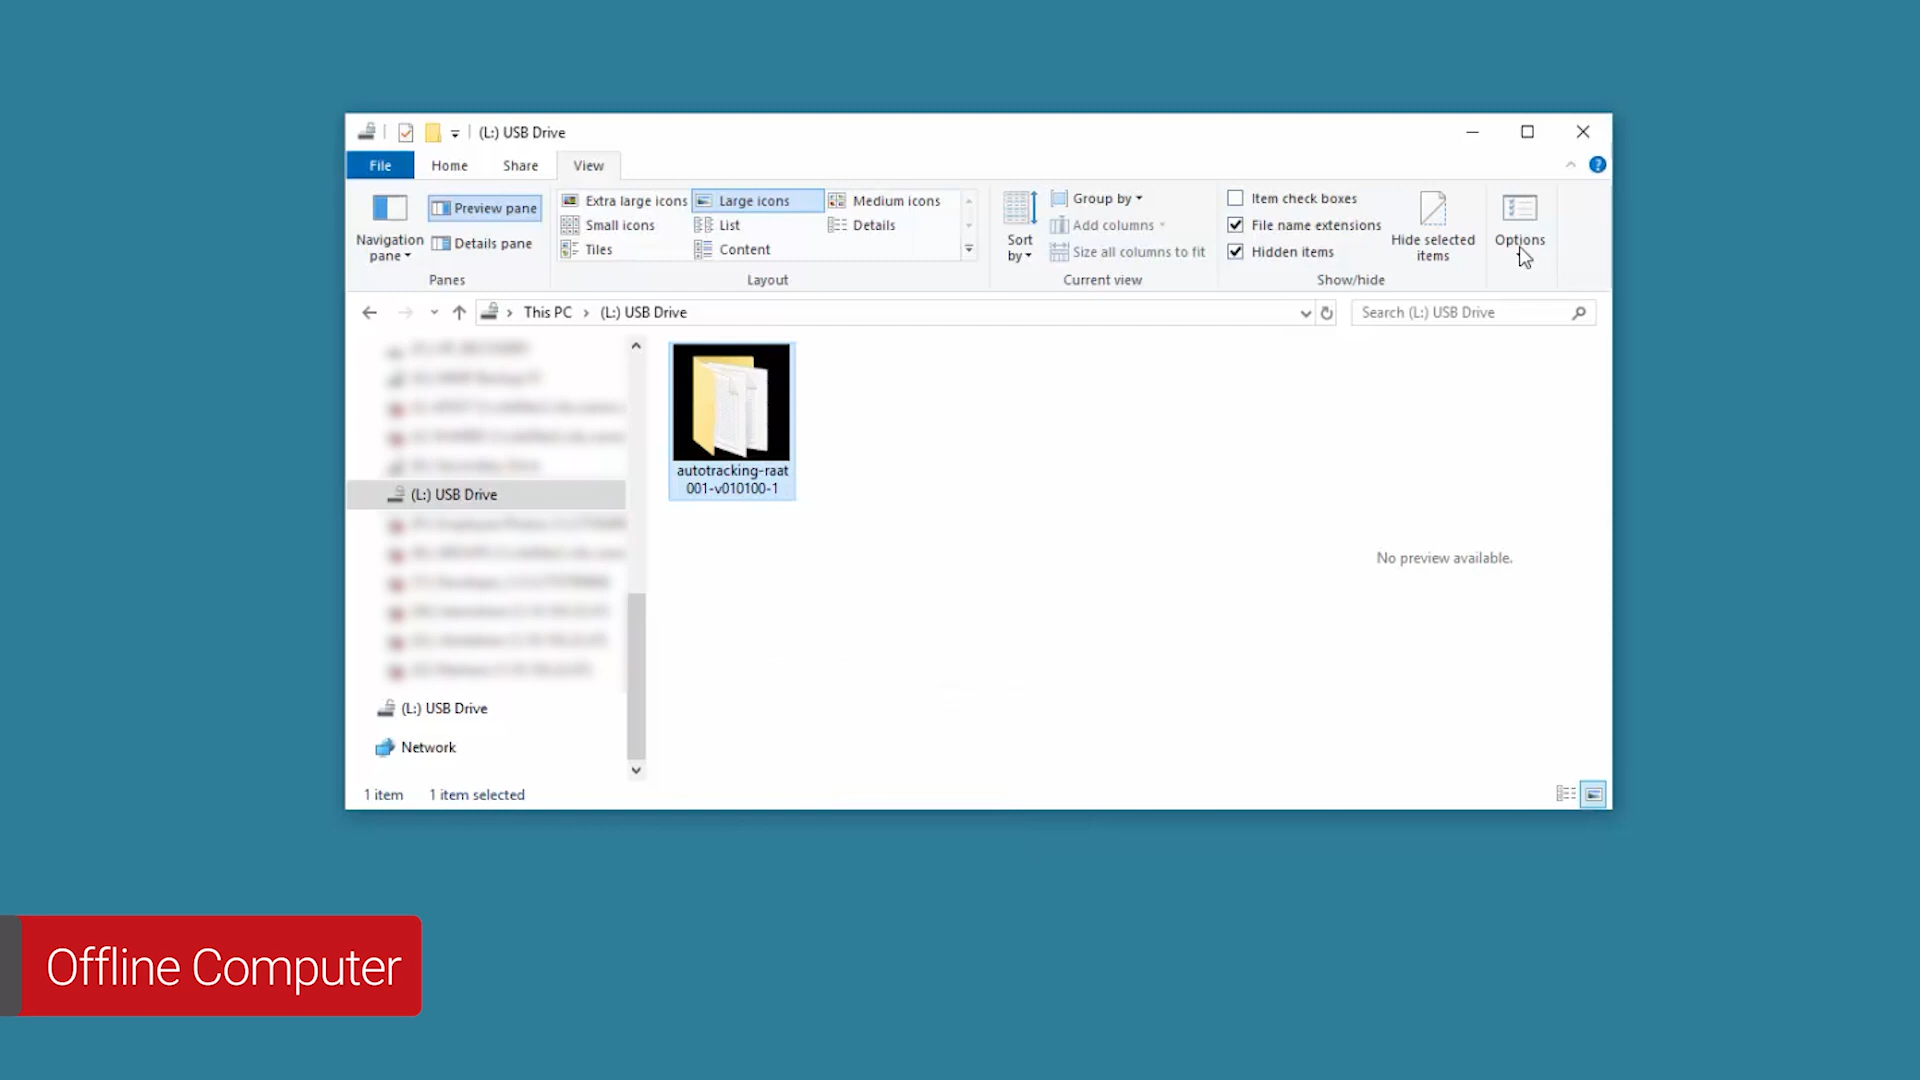 (L:) USB Drive
File
Home
Share
View
Navigation
pane
Preview pane
Details pane
Panes
Extra large icons
Large icons
Medium icons
Small icons
List
Details
Tiles
Content
Layout
Sort
by
Group by
Add columns
Size all columns to fit
Current view
Item check boxes
File name extensions
Hidden items
Hide selected
items
Show/hide
Options
This PC > (L:) USB Drive
Search (L:) USB Drive
(L:) USB Drive
(L:) USB Drive
Network
autotracking-raat
001-v010100-1
No preview available.
1 item
1 item selected
Offline Computer